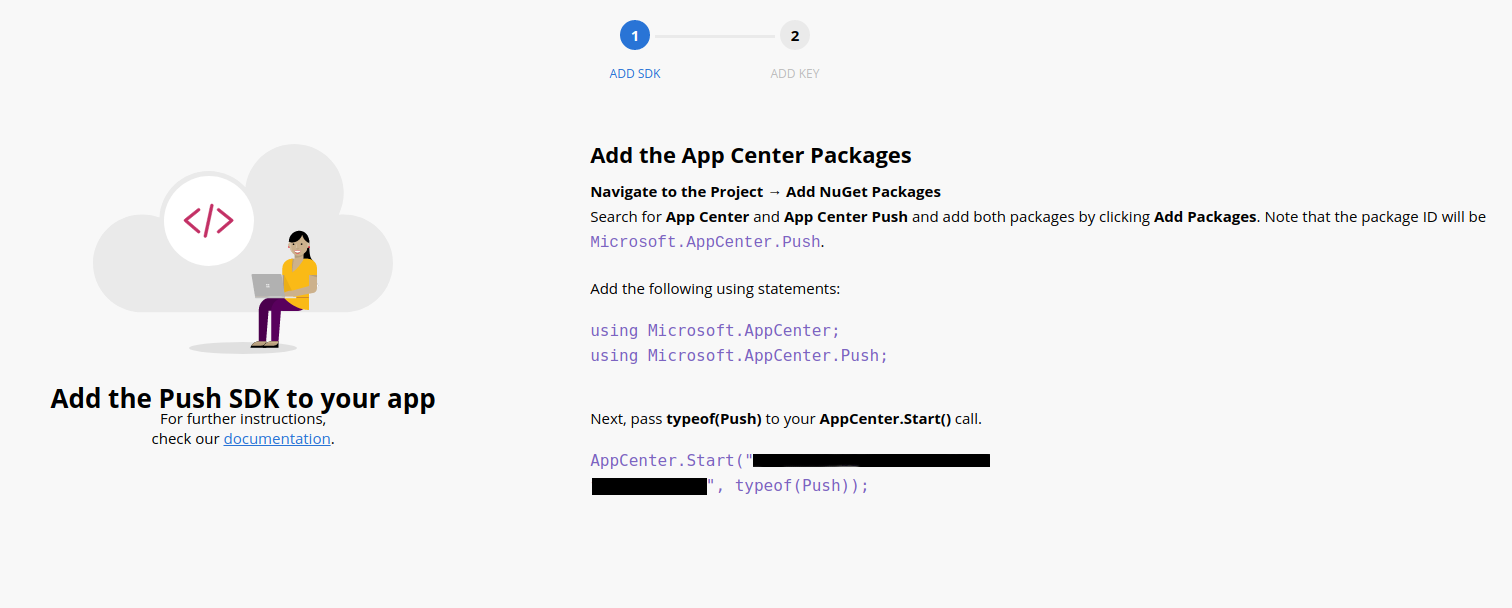 1
2
ADD SDK
ADD KEY
Add the Push SDK to your app
For further instructions,
check our documentation.
Add the App Center Packages
Navigate to the Project → Add NuGet Packages
Search for App Center and App Center Push and add both packages by clicking Add Packages. Note that the package ID will be
Microsoft.AppCenter.Push.
Add the following using statements:
using Microsoft.AppCenter;
using Microsoft.AppCenter.Push;
Next, pass typeof(Push) to your AppCenter.Start() call.
AppCenter.Start("
", typeof(Push));